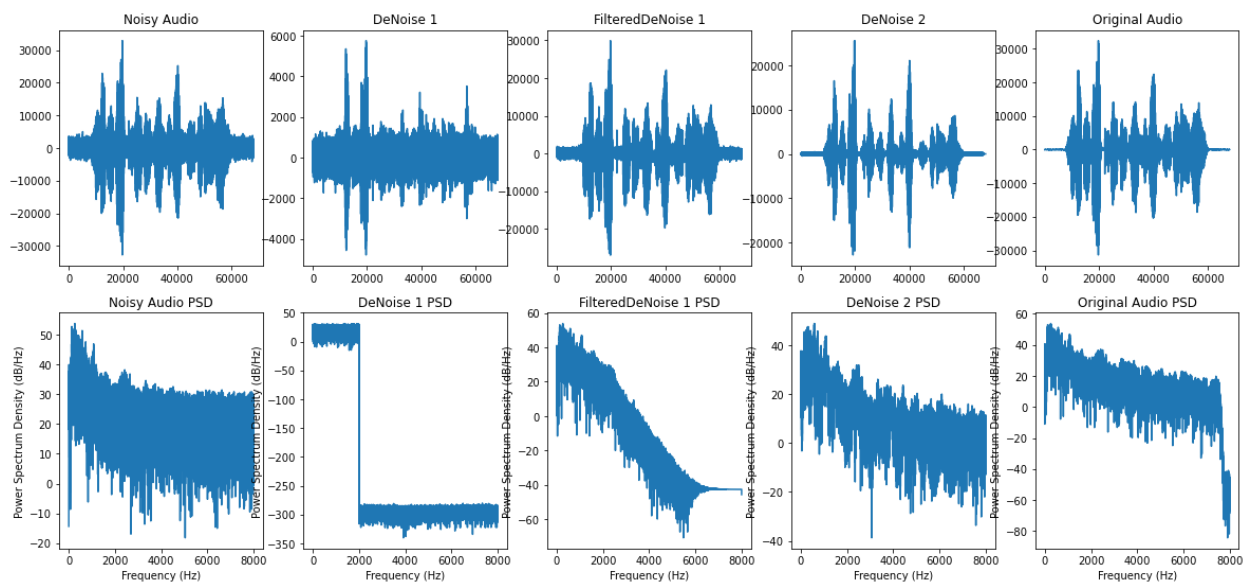 Noisy Audio
DeNoise 1
FilteredDeNoise 1
DeNoise 2
Original Audio
30000
20000
10000
0
−10000
−20000
−30000
0 20000 40000 60000
6000
4000
2000
0
−2000
−4000
0 20000 40000 60000
30000
20000
10000
0
−10000
−20000
0 20000 40000 60000
20000
10000
0
−10000
−20000
0 20000 40000 60000
30000
20000
10000
0
−10000
−20000
−30000
0 20000 40000 60000
Noisy Audio PSD
DeNoise 1 PSD
FilteredDeNoise 1 PSD
DeNoise 2 PSD
Original Audio PSD
Power Spectrum Density (dB/Hz)
50
40
30
20
10
0
−10
−20
0 2000 4000 6000 8000
Frequency (Hz)
Power Spectrum Density (dB/Hz)
50
0
−50
−100
−150
−200
−250
−300
−350
0 2000 4000 6000 8000
Frequency (Hz)
Power Spectrum Density (dB/Hz)
60
40
20
0
−20
−40
−60
0 2000 4000 6000 8000
Frequency (Hz)
Power Spectrum Density (dB/Hz)
40
20
0
−20
−40
0 2000 4000 6000 8000
Frequency (Hz)
Power Spectrum Density (dB/Hz)
60
40
20
0
−20
−40
−60
−80
0 2000 4000 6000 8000
Frequency (Hz)